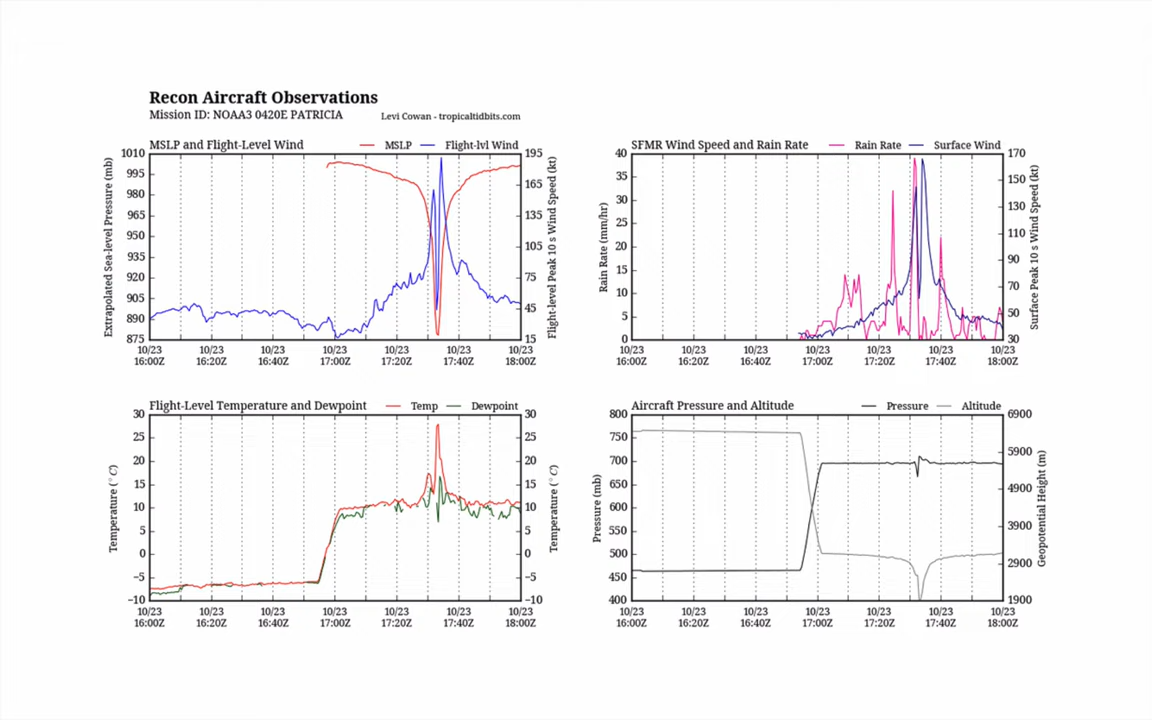 Recon Aircraft Observations
Mission ID: NOAA3 0420E PATRICIA
Levi Cowan - tropicaltidbits.com
MSLP and Flight-Level Wind
MSLP
Flight-lvl Wind
Extrapolated Sea-level Pressure (mb)
1010
995
980
965
950
935
920
905
890
875
195
165
135
105
75
45
15
Flight-level Peak 10 s Wind Speed (kt)
10/23 10/23 10/23 10/23 10/23 10/23 10/23
16:00Z 16:20Z 16:40Z 17:00Z 17:20Z 17:40Z 18:00Z
SFMR Wind Speed and Rain Rate
Rain Rate
Surface Wind
Rain Rate (mm/hr)
40
35
30
25
20
15
10
5
0
170
150
130
110
90
70
50
30
Surface Peak 10 s Wind Speed (kt)
10/23 10/23 10/23 10/23 10/23 10/23 10/23
16:00Z 16:20Z 16:40Z 17:00Z 17:20Z 17:40Z 18:00Z
Flight-Level Temperature and Dewpoint
Temp
Dewpoint
Temperature (°C)
30
25
20
15
10
5
0
−5
−10
30
25
20
15
10
5
0
−5
−10
Temperature (°C)
10/23 10/23 10/23 10/23 10/23 10/23 10/23
16:00Z 16:20Z 16:40Z 17:00Z 17:20Z 17:40Z 18:00Z
Aircraft Pressure and Altitude
Pressure
Altitude
Pressure (mb)
800
750
700
650
600
550
500
450
400
6900
5900
4900
3900
2900
1900
Geopotential Height (m)
10/23 10/23 10/23 10/23 10/23 10/23 10/23
16:00Z 16:20Z 16:40Z 17:00Z 17:20Z 17:40Z 18:00Z